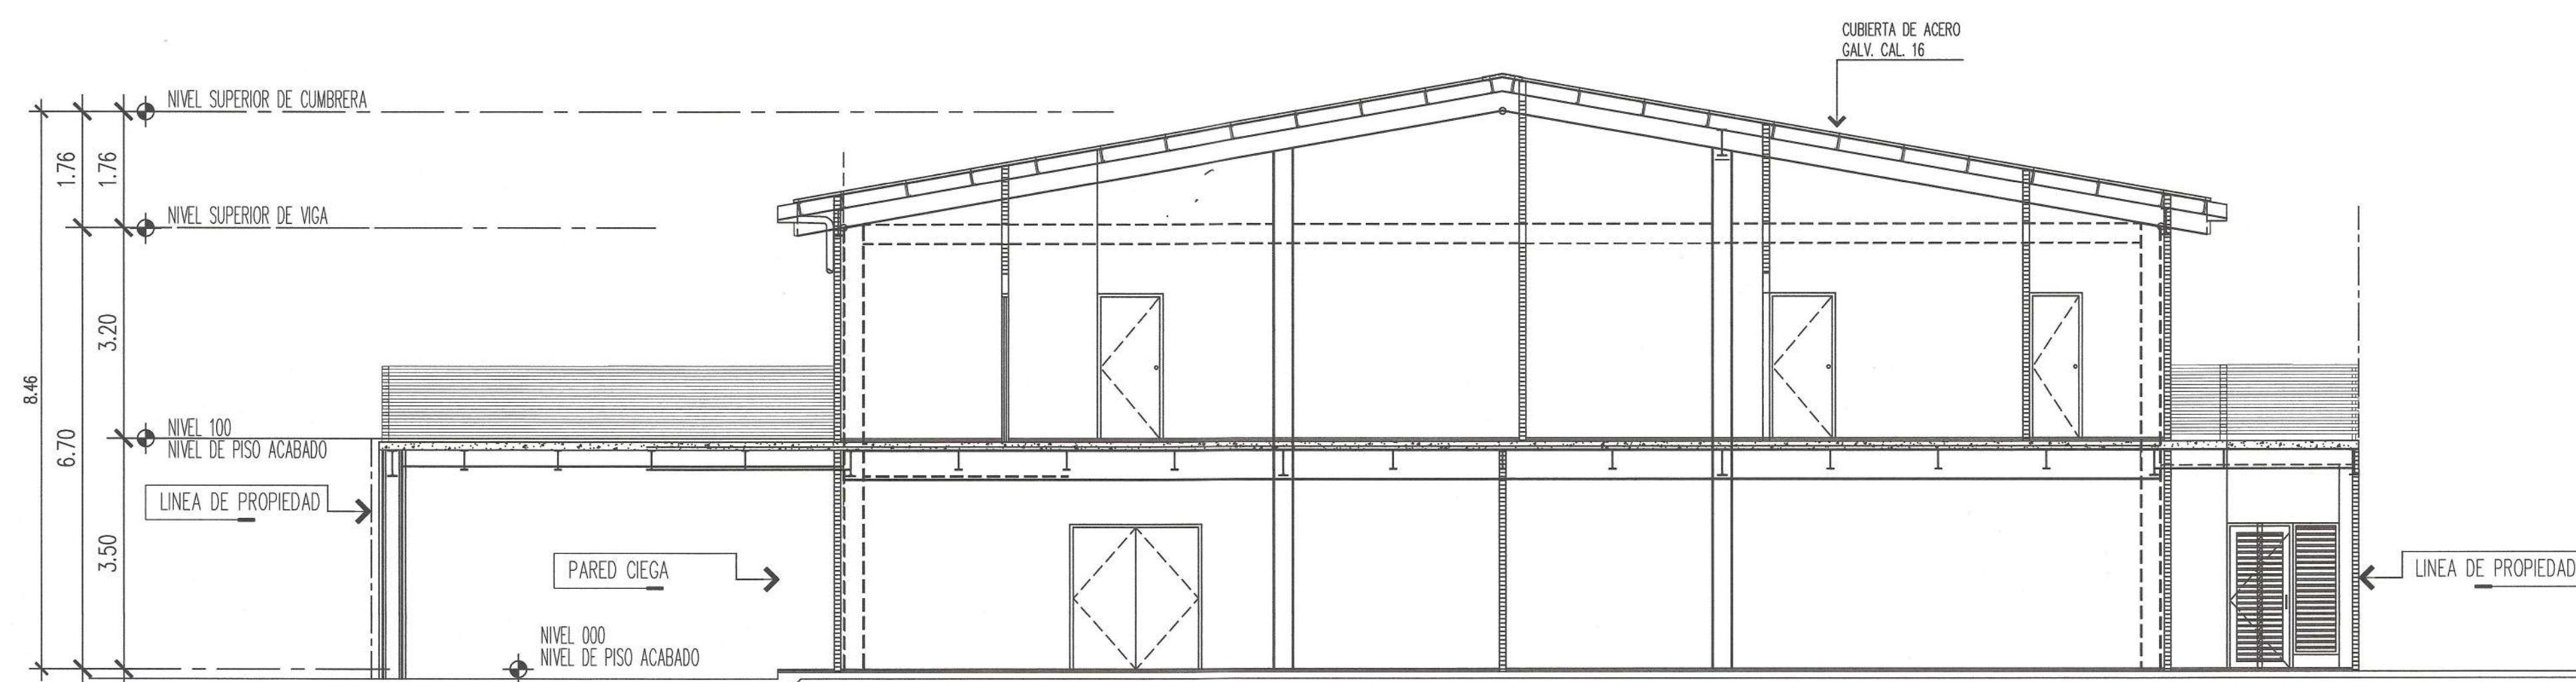 CUBIERTA DE ACERO
GALV. CAL. 16
NIVEL SUPERIOR DE CUMBRERA
1.76
1.76
NIVEL SUPERIOR DE VIGA
3.20
8.46
6.70
NIVEL 100
NIVEL DE PISO ACABADO
LINEA DE PROPIEDAD
3.50
PARED CIEGA
LINEA DE PROPIEDAD
NIVEL 000
NIVEL DE PISO ACABADO